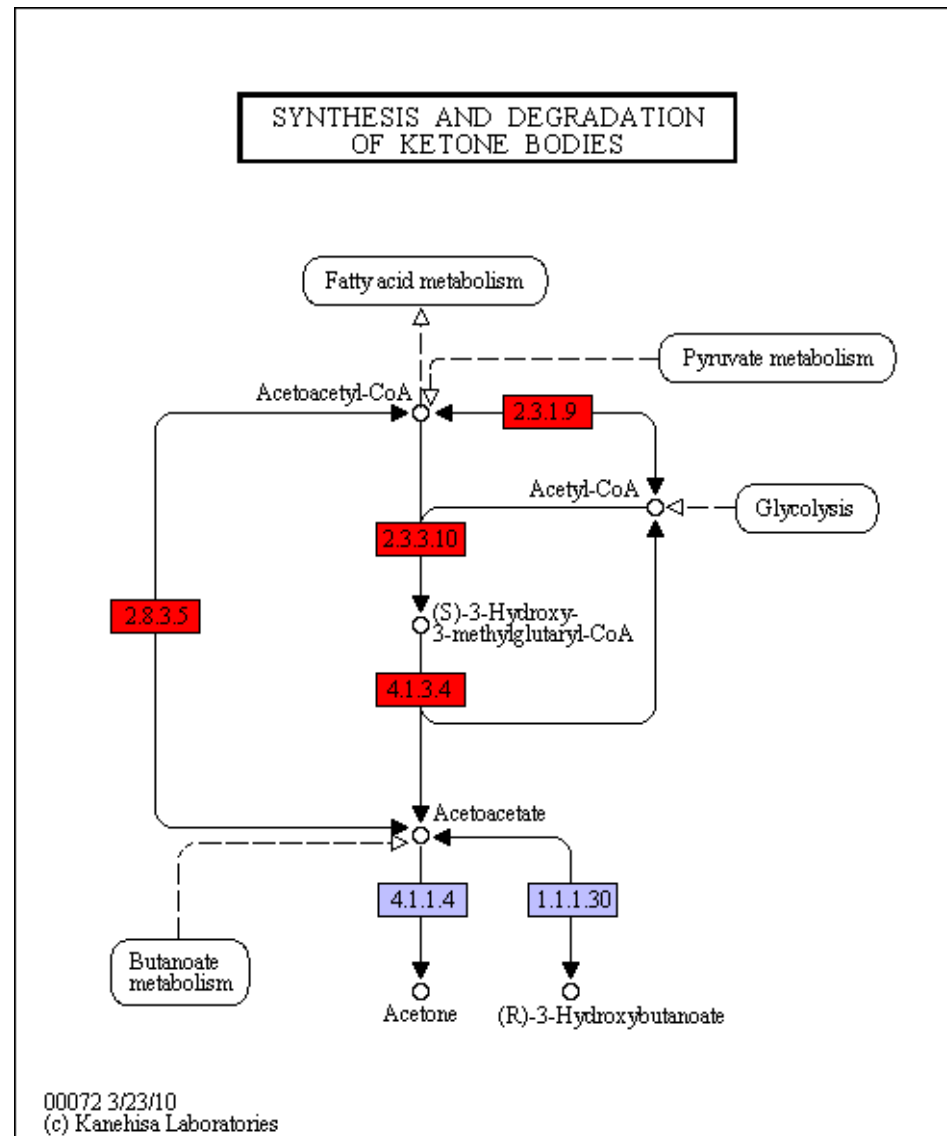 SYNTHESIS AND DEGRADATION
OF KETONE BODIES
Fatty acid metabolism
Pyruvate metabolism
Acetoacetyl-CoA
2.3.1.9
Acetyl-CoA
Glycolysis
2.3.3.10
(S)-3-Hydroxy-
3-methylglutaryl-CoA
2.8.3.5
4.1.3.4
Acetoacetate
4.1.1.4
1.1.1.30
Butanoate
metabolism
Acetone
(R)-3-Hydroxybutanoate
00072 3/23/10
(c) Kanehisa Laboratories